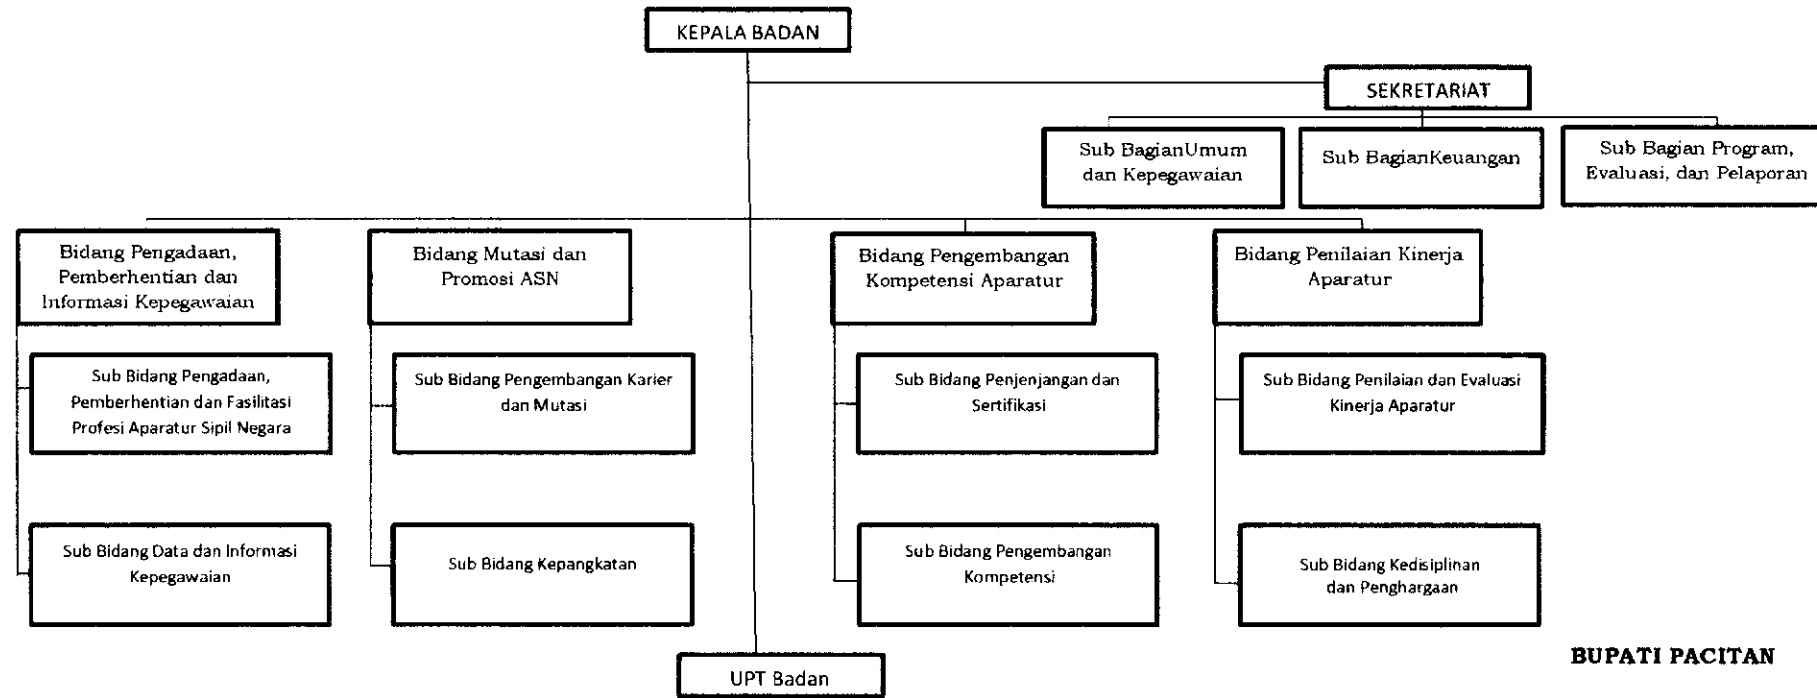 KEPALA BADAN
SEKRETARIAT
Sub BagianUmum
dan Kepegawaian
Sub BagianKeuangan
Sub Bagian Program,
Evaluasi, dan Pelaporan
Bidang Pengadaan,
Pemberhentian dan
Informasi Kepegawaian
Bidang Mutasi dan
Promosi ASN
Bidang Pengembangan
Kompetensi Aparatur
Bidang Penilaian Kinerja
Aparatur
Sub Bidang Pengadaan,
Pemberhentian dan Fasilitasi
Profesi Aparatur Sipil Negara
Sub Bidang Pengembangan Karier
dan Mutasi
Sub Bidang Penjenjangan dan
Sertifikasi
Sub Bidang Penilaian dan Evaluasi
Kinerja Aparatur
Sub Bidang Data dan Informasi
Kepegawaian
Sub Bidang Kepangkatan
Sub Bidang Pengembangan
Kompetensi
Sub Bidang Kedisiplinan
dan Penghargaan
BUPATI PACITAN
UPT Badan